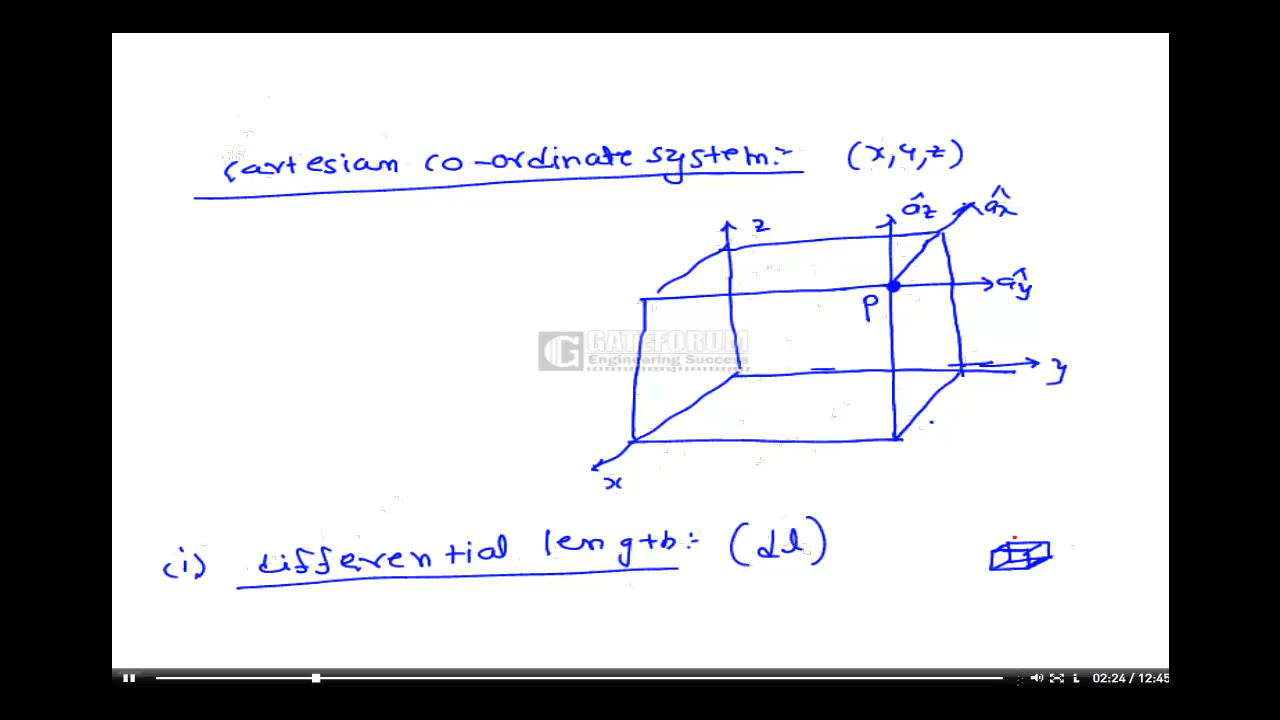 cartesian co-ordinate system:- (x,y,z)
âz
âx
z
ây
P
GATEFORUM
Engineering Success
y
x
(i) differential length:- (dl)
02:24 / 12:45